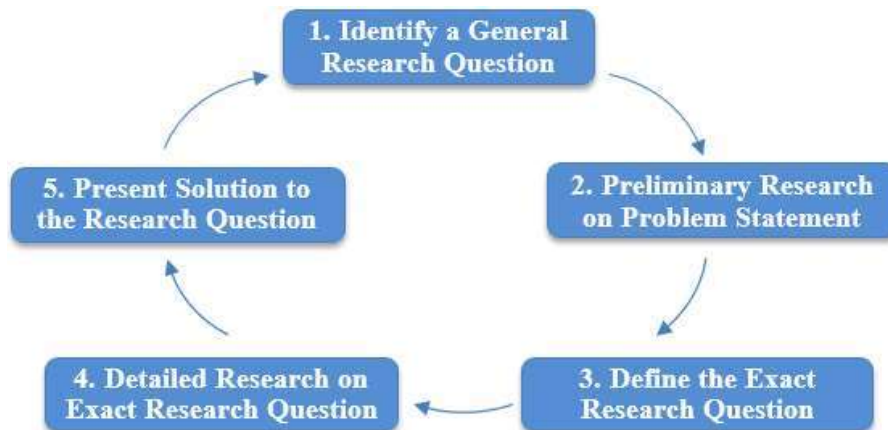 1. Identify a General
Research Question
2. Preliminary Research
on Problem Statement
3. Define the Exact
Research Question
4. Detailed Research on
Exact Research Question
5. Present Solution to
the Research Question